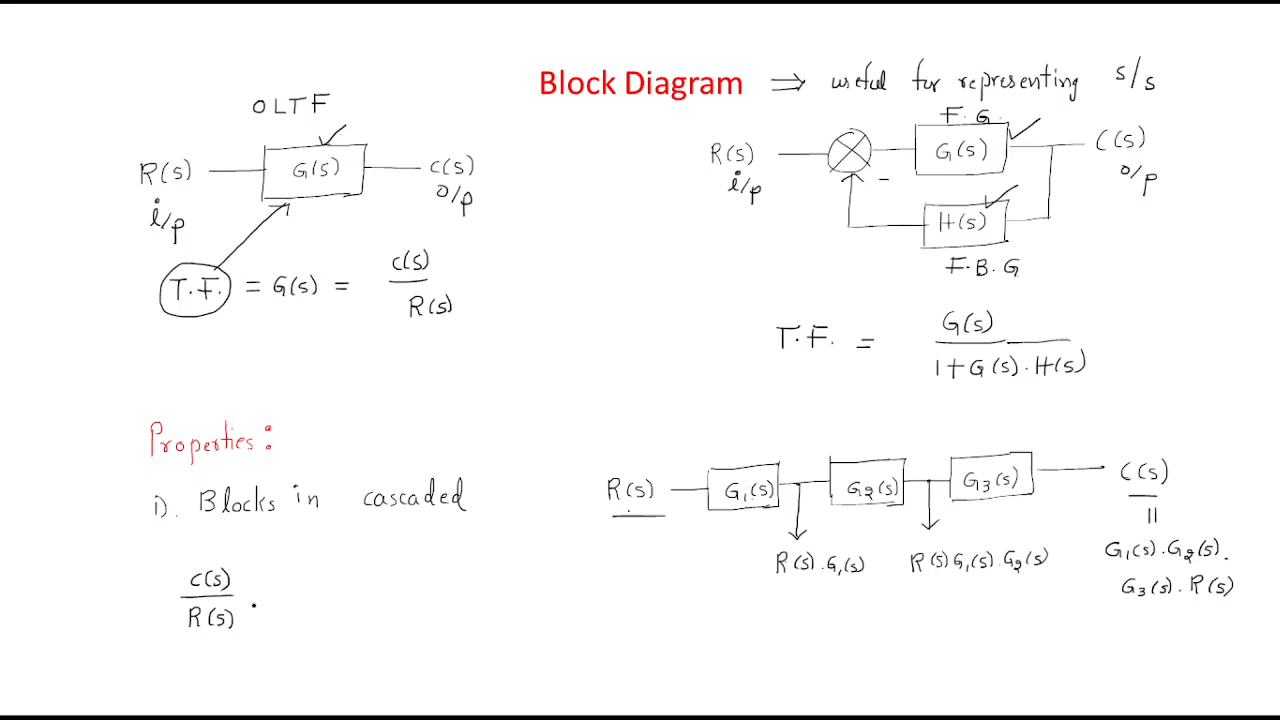 Block Diagram ⇒ useful for representing s/s
OLTF
R(s) G(s) C(s)
i/p o/p
T.F. = G(s) = C(s) / R(s)
F.G.
R(s) G(s) C(s)
i/p - o/p
H(s)
F.B.G
T.F. = G(s) / 1+G(s).H(s)
Properties:
1). Blocks in cascaded
R(s) G1(s) G2(s) G3(s) C(s)
||
R(s).G1(s) R(s)G1(s).G2(s) G1(s).G2(s).
G3(s).R(s)
C(s) / R(s)